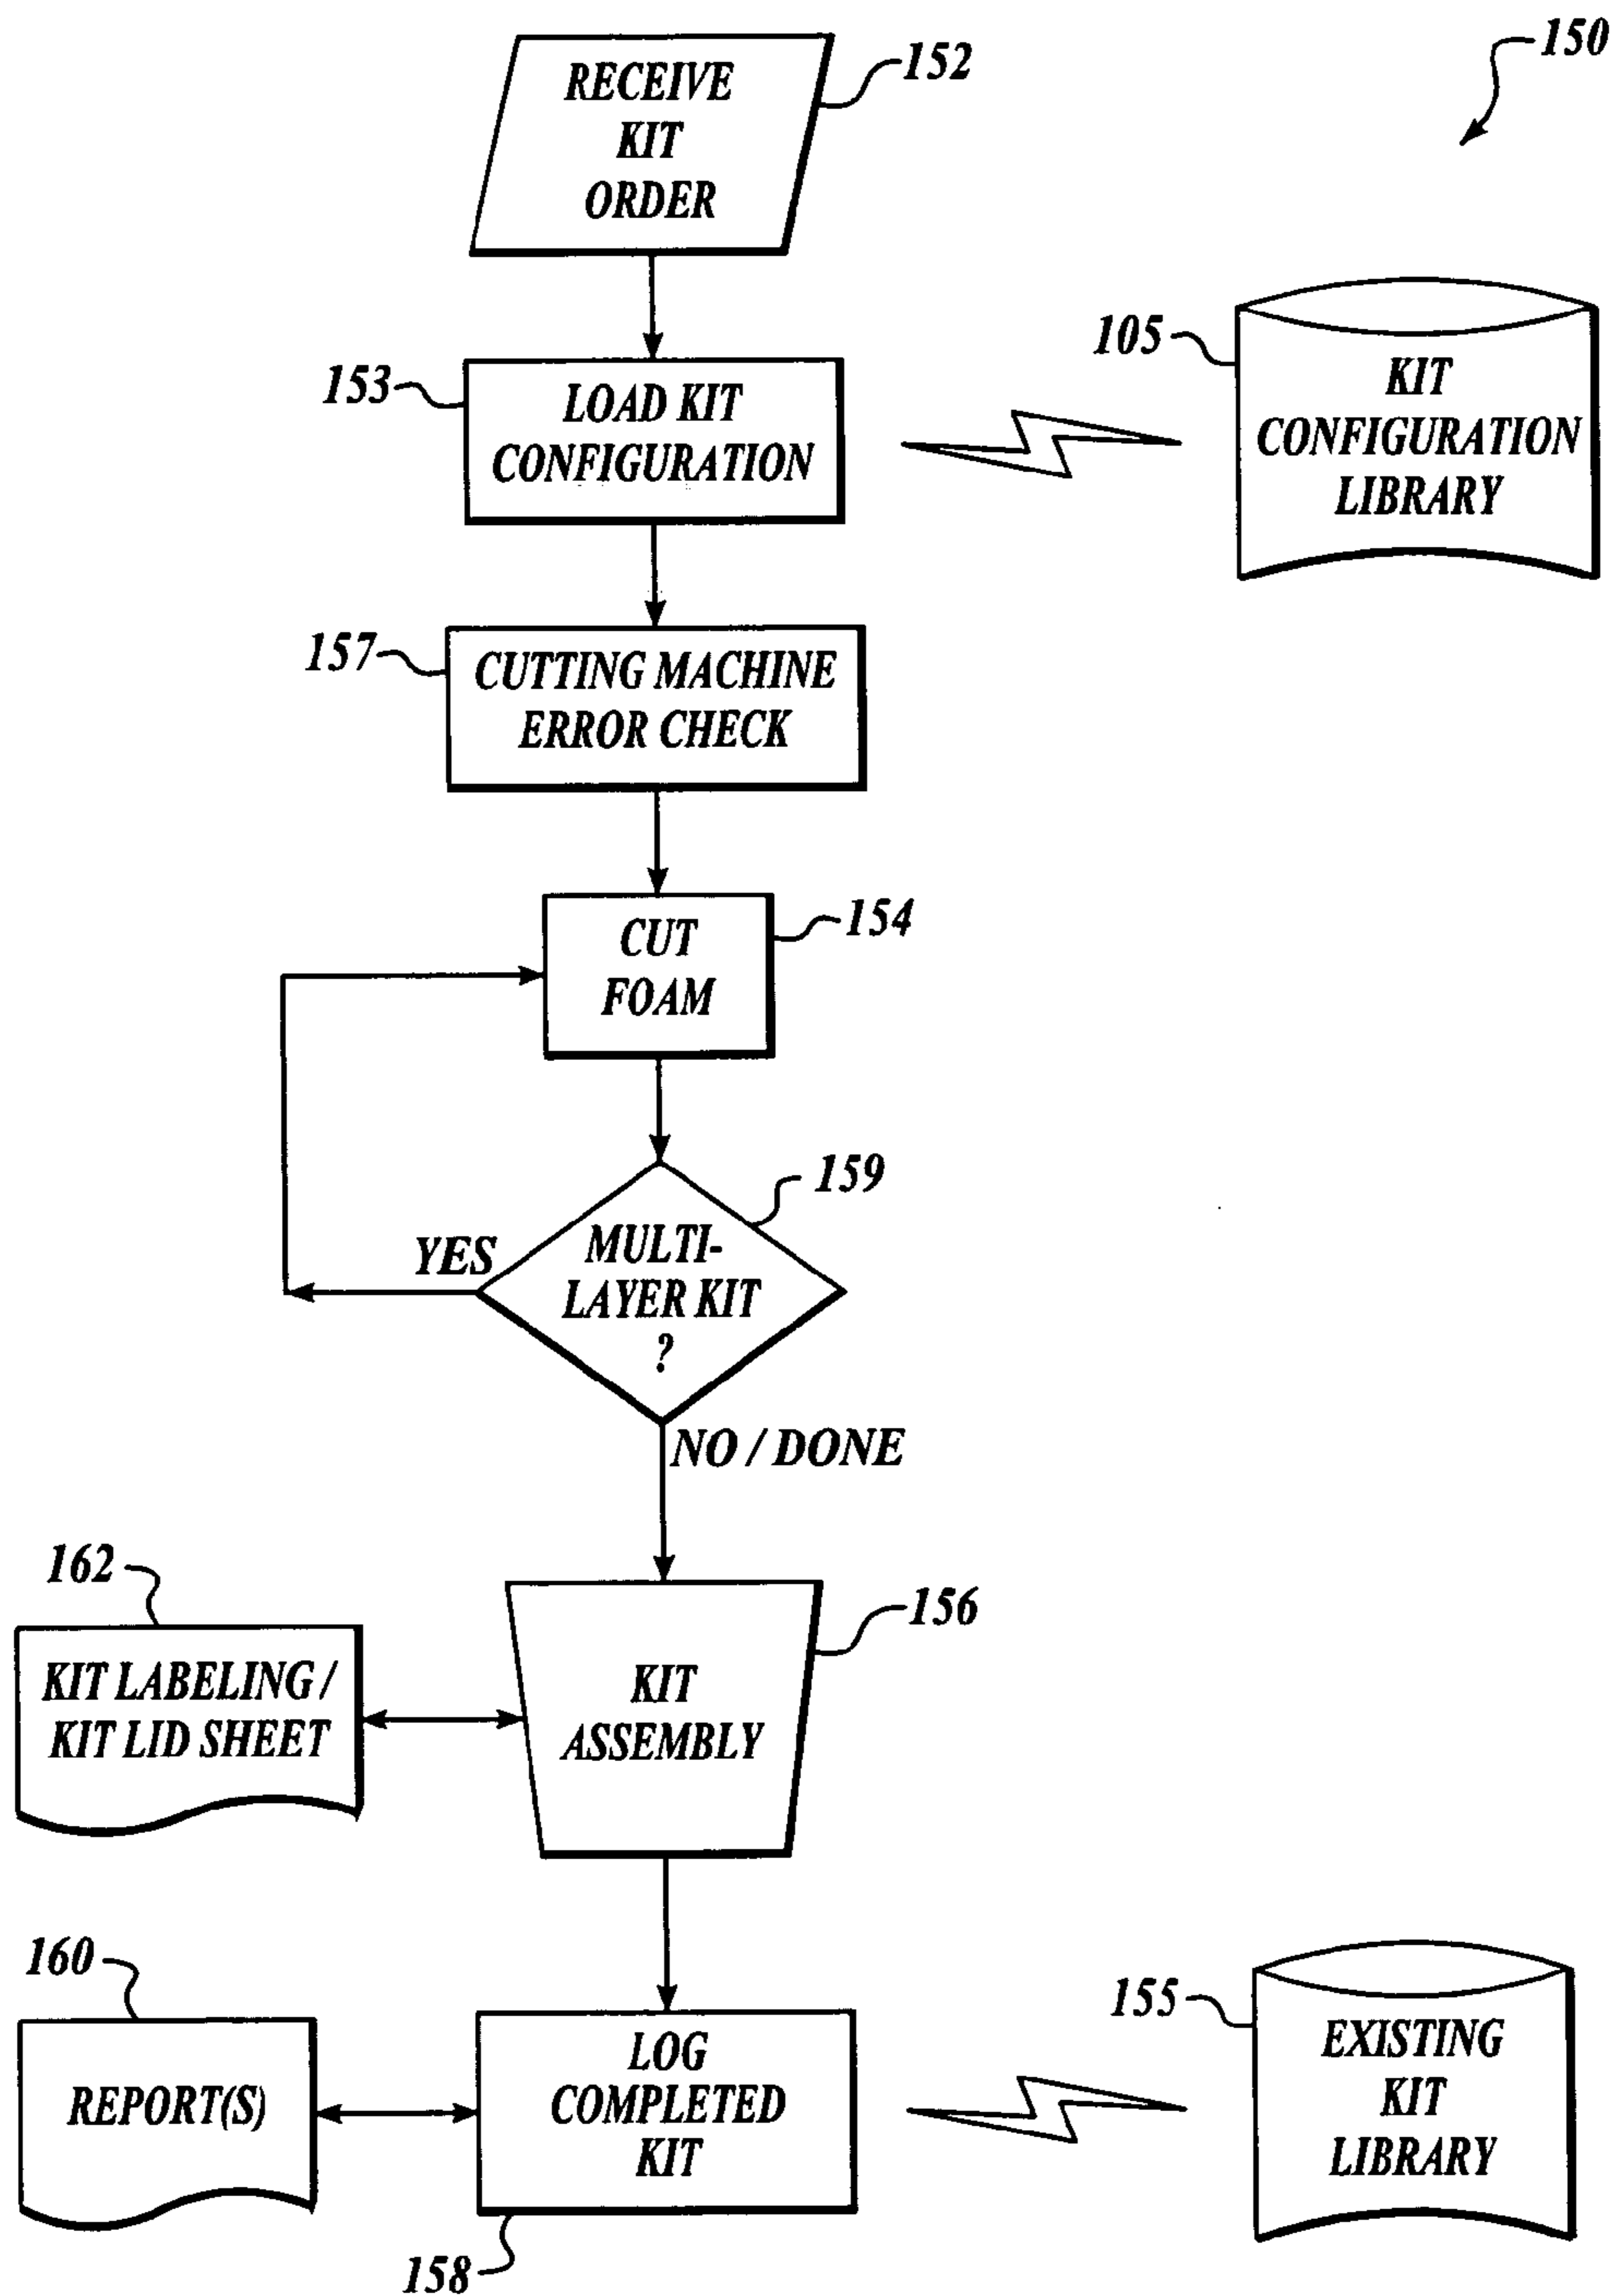 150
RECEIVE
KIT
ORDER
152
LOAD KIT
CONFIGURATION
153
KIT
CONFIGURATION
LIBRARY
105
CUTTING MACHINE
ERROR CHECK
157
CUT
FOAM
154
MULTI-
LAYER KIT
?
159
YES
NO / DONE
KIT
ASSEMBLY
156
162
KIT LABELING /
KIT LID SHEET
160
REPORT(S)
LOG
COMPLETED
KIT
158
155
EXISTING
KIT
LIBRARY